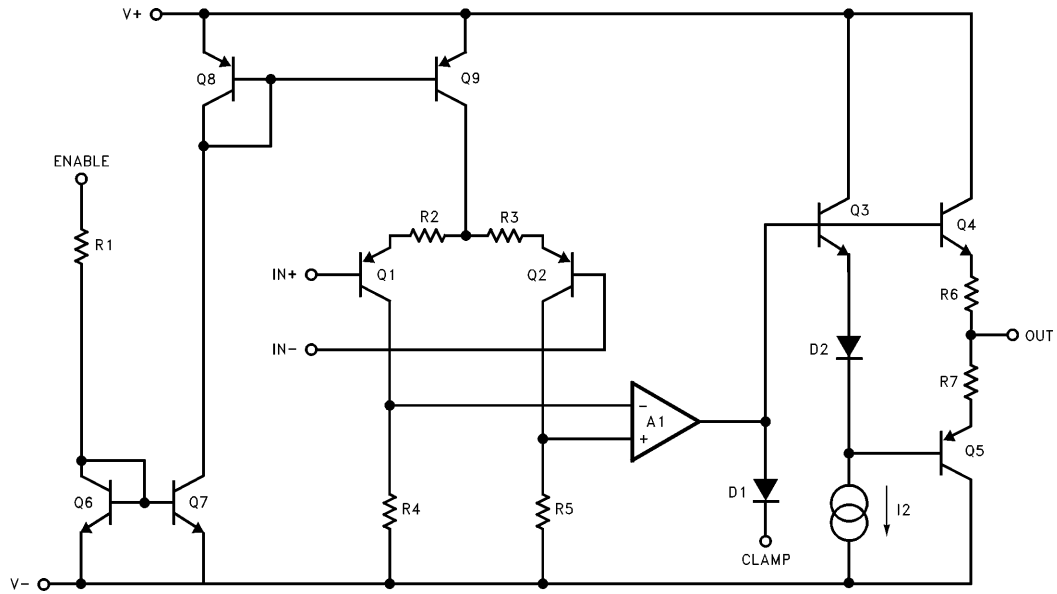 V+
Q8
Q9
ENABLE
R1
R2
R3
Q3
Q4
IN+
Q1
Q2
R6
IN-
D2
OUT
R7
-
A1
+
Q5
Q6
Q7
R4
R5
D1
I2
CLAMP
V-